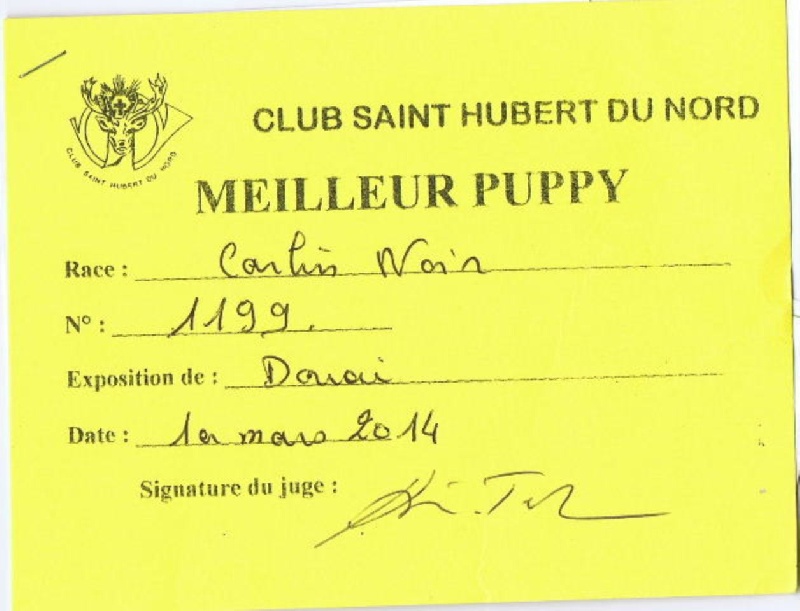 CLUB SAINT HUBERT DU NORD
CLUB SAINT HUBERT DU NORD
MEILLEUR PUPPY
Race : Carlin Noir
N° : 1199.
Exposition de : Douai
Date : 1er mars 2014
Signature du juge :